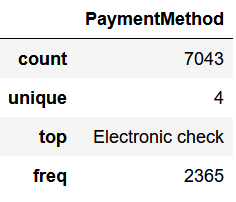 PaymentMethod
count 7043
unique 4
top Electronic check
freq 2365